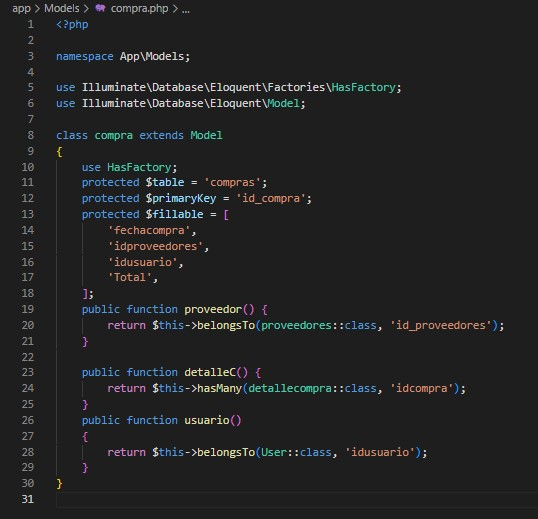 app > Models > compra.php > ...
1 <?php
2
3 namespace App\Models;
4
5 use Illuminate\Database\Eloquent\Factories\HasFactory;
6 use Illuminate\Database\Eloquent\Model;
7
8 class compra extends Model
9 {
10 use HasFactory;
11 protected $table = 'compras';
12 protected $primaryKey = 'id_compra';
13 protected $fillable = [
14 'fechacompra',
15 'idproveedores',
16 'idusuario',
17 'Total',
18 ];
19 public function proveedor() {
20 return $this->belongsTo(proveedores::class, 'id_proveedores');
21 }
22
23 public function detalleC() {
24 return $this->hasMany(detallecompra::class, 'idcompra');
25 }
26 public function usuario()
27 {
28 return $this->belongsTo(User::class, 'idusuario');
29 }
30 }
31